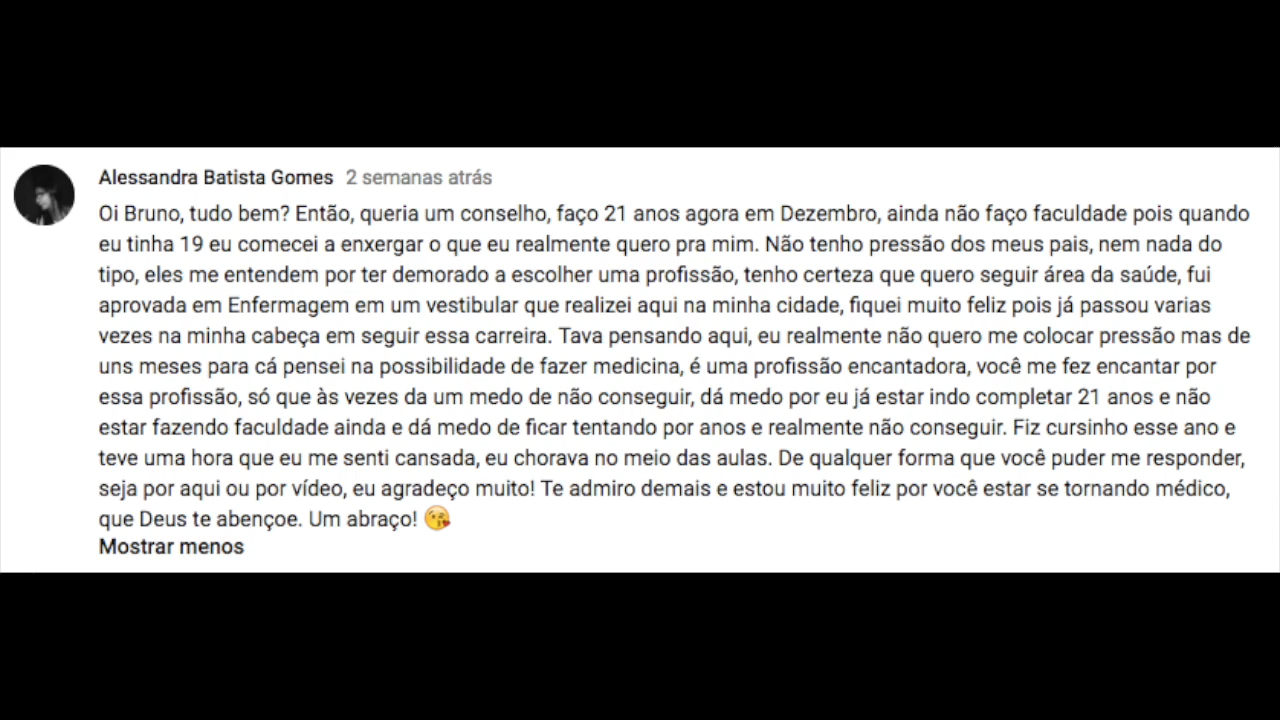 Alessandra Batista Gomes 2 semanas atrás
Oi Bruno, tudo bem? Então, queria um conselho, faço 21 anos agora em Dezembro, ainda não faço faculdade pois quando
eu tinha 19 eu comecei a enxergar o que eu realmente quero pra mim. Não tenho pressão dos meus pais, nem nada do
tipo, eles me entendem por ter demorado a escolher uma profissão, tenho certeza que quero seguir área da saúde, fui
aprovada em Enfermagem em um vestibular que realizei aqui na minha cidade, fiquei muito feliz pois já passou varias
vezes na minha cabeça em seguir essa carreira. Tava pensando aqui, eu realmente não quero me colocar pressão mas de
uns meses para cá pensei na possibilidade de fazer medicina, é uma profissão encantadora, você me fez encantar por
essa profissão, só que às vezes da um medo de não conseguir, dá medo por eu já estar indo completar 21 anos e não
estar fazendo faculdade ainda e dá medo de ficar tentando por anos e realmente não conseguir. Fiz cursinho esse ano e
teve uma hora que eu me senti cansada, eu chorava no meio das aulas. De qualquer forma que você puder me responder,
seja por aqui ou por vídeo, eu agradeço muito! Te admiro demais e estou muito feliz por você estar se tornando médico,
que Deus te abençoe. Um abraço! 😘
Mostrar menos